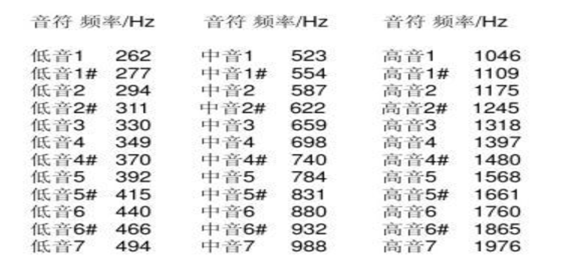 音符 频率/Hz 音符 频率/Hz 音符 频率/Hz
低音1 262 中音1 523 高音1 1046
低音1# 277 中音1# 554 高音1# 1109
低音2 294 中音2 587 高音2 1175
低音2# 311 中音2# 622 高音2# 1245
低音3 330 中音3 659 高音3 1318
低音4 349 中音4 698 高音4 1397
低音4# 370 中音4# 740 高音4# 1480
低音5 392 中音5 784 高音5 1568
低音5# 415 中音5# 831 高音5# 1661
低音6 440 中音6 880 高音6 1760
低音6# 466 中音6# 932 高音6# 1865
低音7 494 中音7 988 高音7 1976